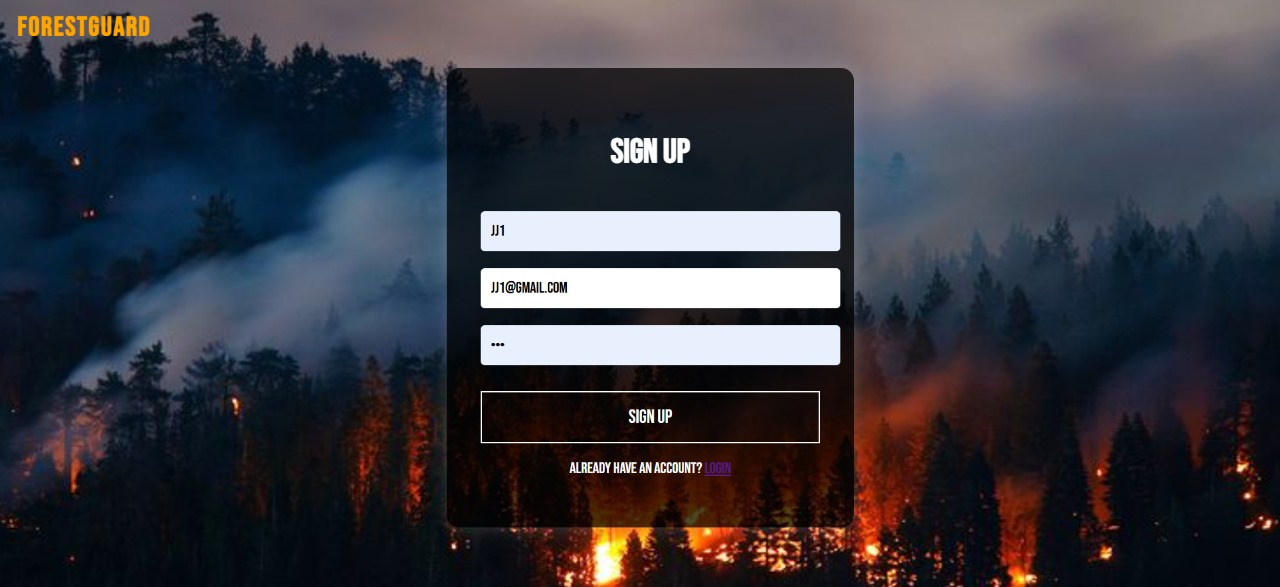 FORESTGUARD
SIGN UP
JJ1
JJ1@GMAIL.COM
•••
SIGN UP
ALREADY HAVE AN ACCOUNT? LOGIN